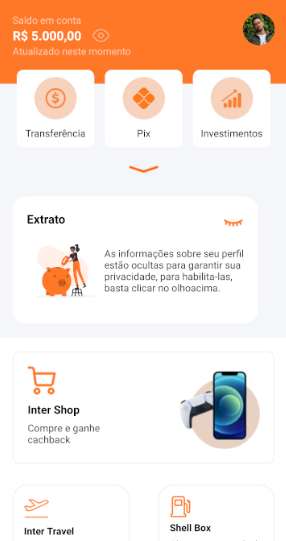 Saldo em conta
R$ 5.000,00
Atualizado neste momento
Transferência
Pix
Investimentos
Extrato
As informações sobre seu perfil
estão ocultas para garantir sua
privacidade, para habilita-las,
basta clicar no olhoacima.
Inter Shop
Compre e ganhe
cashback
Inter Travel
Shell Box